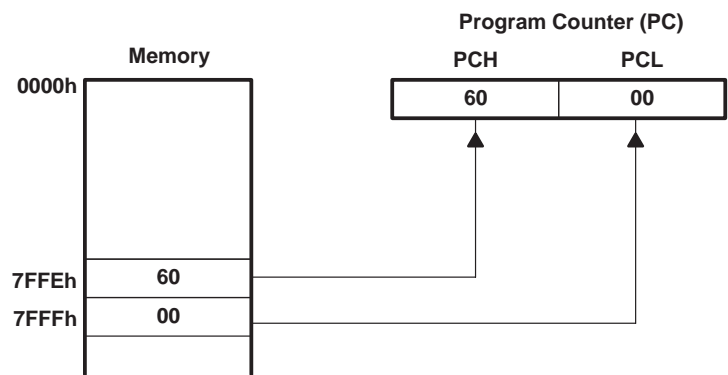 Program Counter (PC)
Memory
PCH PCL
0000h
60 00
7FFEh 60
7FFFh 00